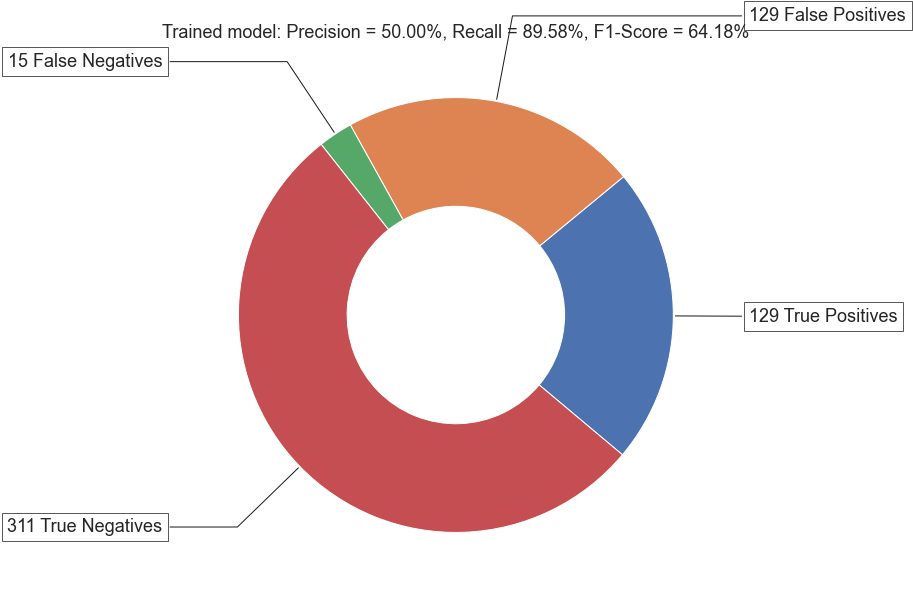 129 False Positives
Trained model: Precision = 50.00%, Recall = 89.58%, F1-Score = 64.18%
15 False Negatives
129 True Positives
311 True Negatives